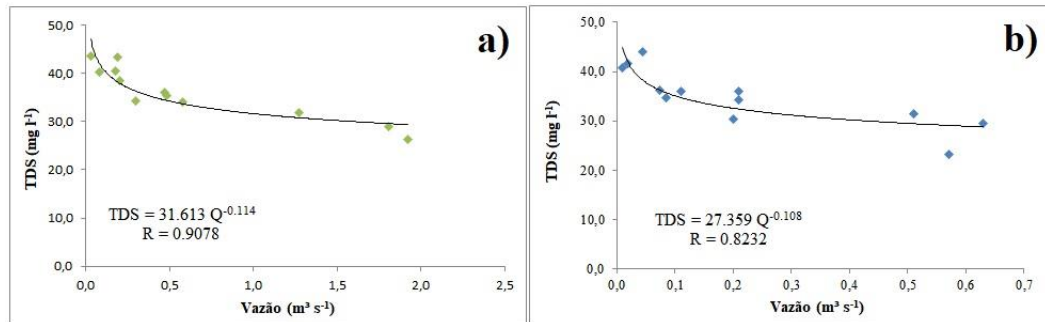 a)
50,0
40,0
30,0
20,0
10,0
0,0
TDS (mg l⁻¹)
TDS = 31.613 Q⁻⁰·¹¹⁴
R = 0.9078
0,0 0,5 1,0 1,5 2,0 2,5
Vazão (m³ s⁻¹)
b)
50,0
40,0
30,0
20,0
10,0
0,0
TDS (mg l⁻¹)
TDS = 27.359 Q⁻⁰·¹⁰⁸
R = 0.8232
0,0 0,1 0,2 0,3 0,4 0,5 0,6 0,7
Vazão (m³ s⁻¹)